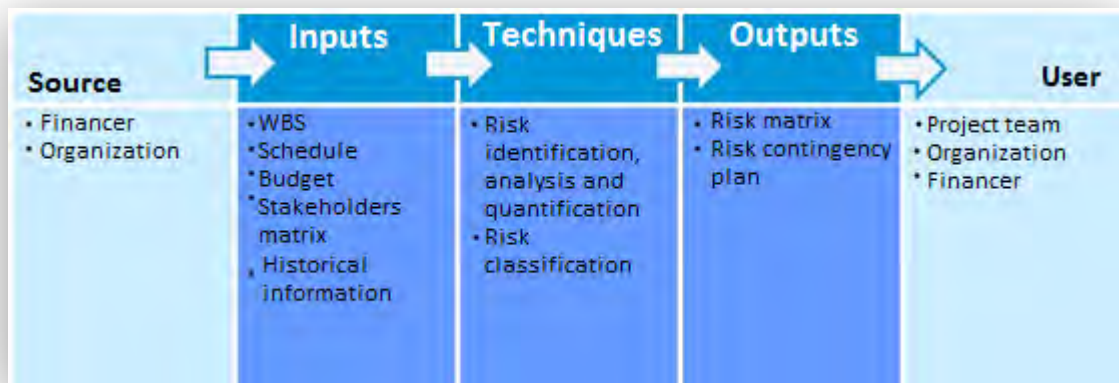 Source
Inputs
Techniques
Outputs
User
• Financer
• Organization
• WBS
• Schedule
• Budget
• Stakeholders
matrix
• Historical
information
• Risk
identification,
analysis and
quantification
• Risk
classification
• Risk matrix
• Risk contingency
plan
• Project team
• Organization
• Financer